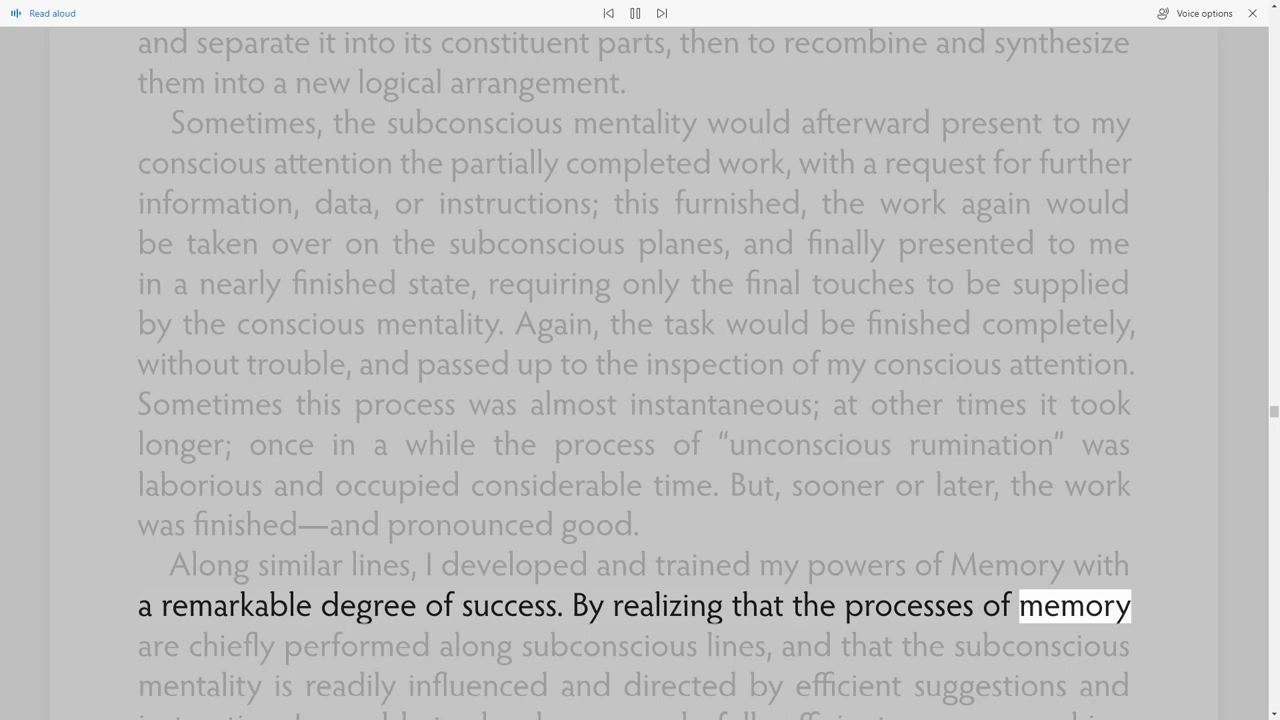 Read aloud
Voice options
and separate it into its constituent parts, then to recombine and synthesize
them into a new logical arrangement.
Sometimes, the subconscious mentality would afterward present to my
conscious attention the partially completed work, with a request for further
information, data, or instructions; this furnished, the work again would
be taken over on the subconscious planes, and finally presented to me
in a nearly finished state, requiring only the final touches to be supplied
by the conscious mentality. Again, the task would be finished completely,
without trouble, and passed up to the inspection of my conscious attention.
Sometimes this process was almost instantaneous; at other times it took
longer; once in a while the process of “unconscious rumination” was
laborious and occupied considerable time. But, sooner or later, the work
was finished—and pronounced good.
Along similar lines, I developed and trained my powers of Memory with
a remarkable degree of success. By realizing that the processes of memory
are chiefly performed along subconscious lines, and that the subconscious
mentality is readily influenced and directed by efficient suggestions and